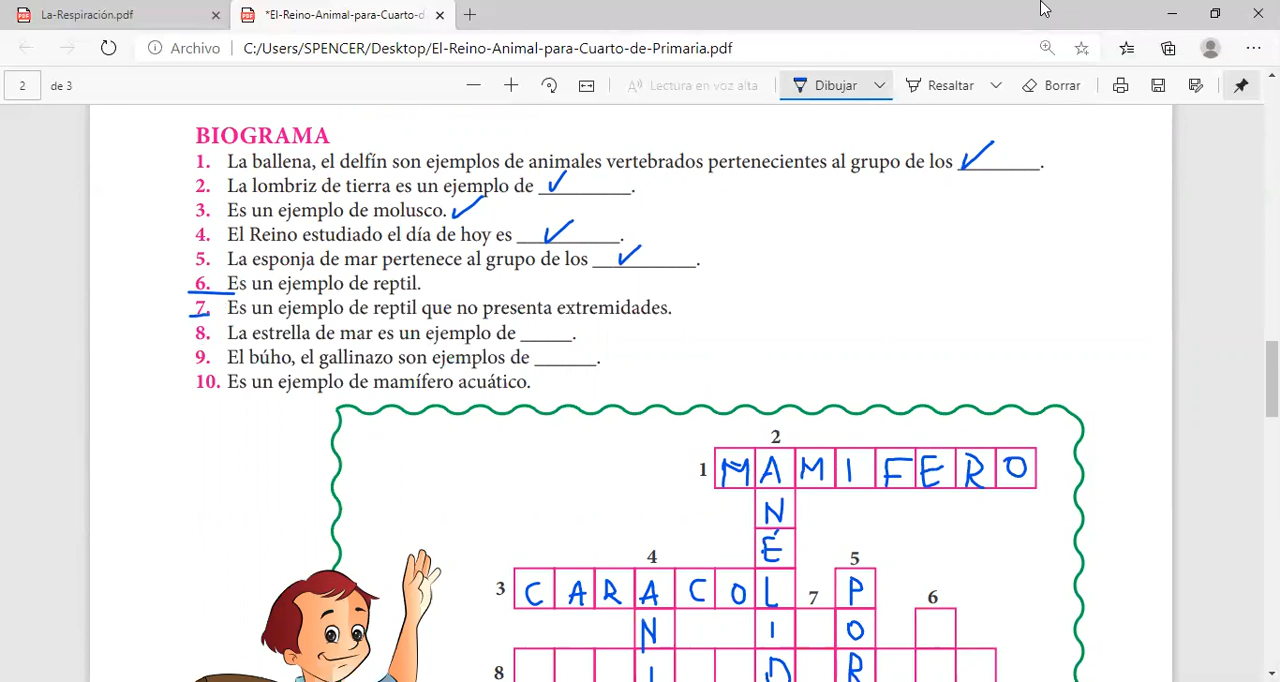 La-Respiración.pdf
*El-Reino-Animal-para-Cuarto-d
Archivo
C:/Users/SPENCER/Desktop/El-Reino-Animal-para-Cuarto-de-Primaria.pdf
2 de 3
Lectura en voz alta
Dibujar
Resaltar
Borrar
BIOGRAMA
1. La ballena, el delfín son ejemplos de animales vertebrados pertenecientes al grupo de los ________.
2. La lombriz de tierra es un ejemplo de _________.
3. Es un ejemplo de molusco.
4. El Reino estudiado el día de hoy es __________.
5. La esponja de mar pertenece al grupo de los __________.
6. Es un ejemplo de reptil.
7. Es un ejemplo de reptil que no presenta extremidades.
8. La estrella de mar es un ejemplo de _____.
9. El búho, el gallinazo son ejemplos de ______.
10. Es un ejemplo de mamífero acuático.
2
1 M A M I F E R O
N
É
4 5
3 C A R A C O L 7 P 6
N I O
8 I D R